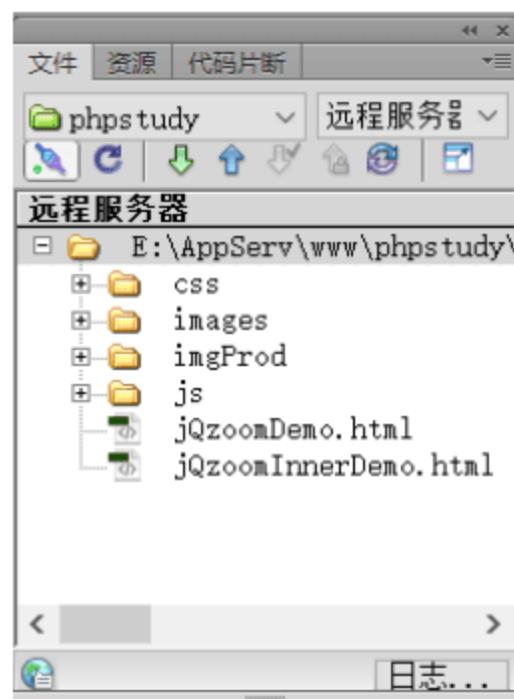 文件 资源 代码片断
phpstudy 远程服务器
远程服务器
E:\AppServ\www\phpstudy\
css
images
imgProd
js
jQzoomDemo.html
jQzoomInnerDemo.html
日志...